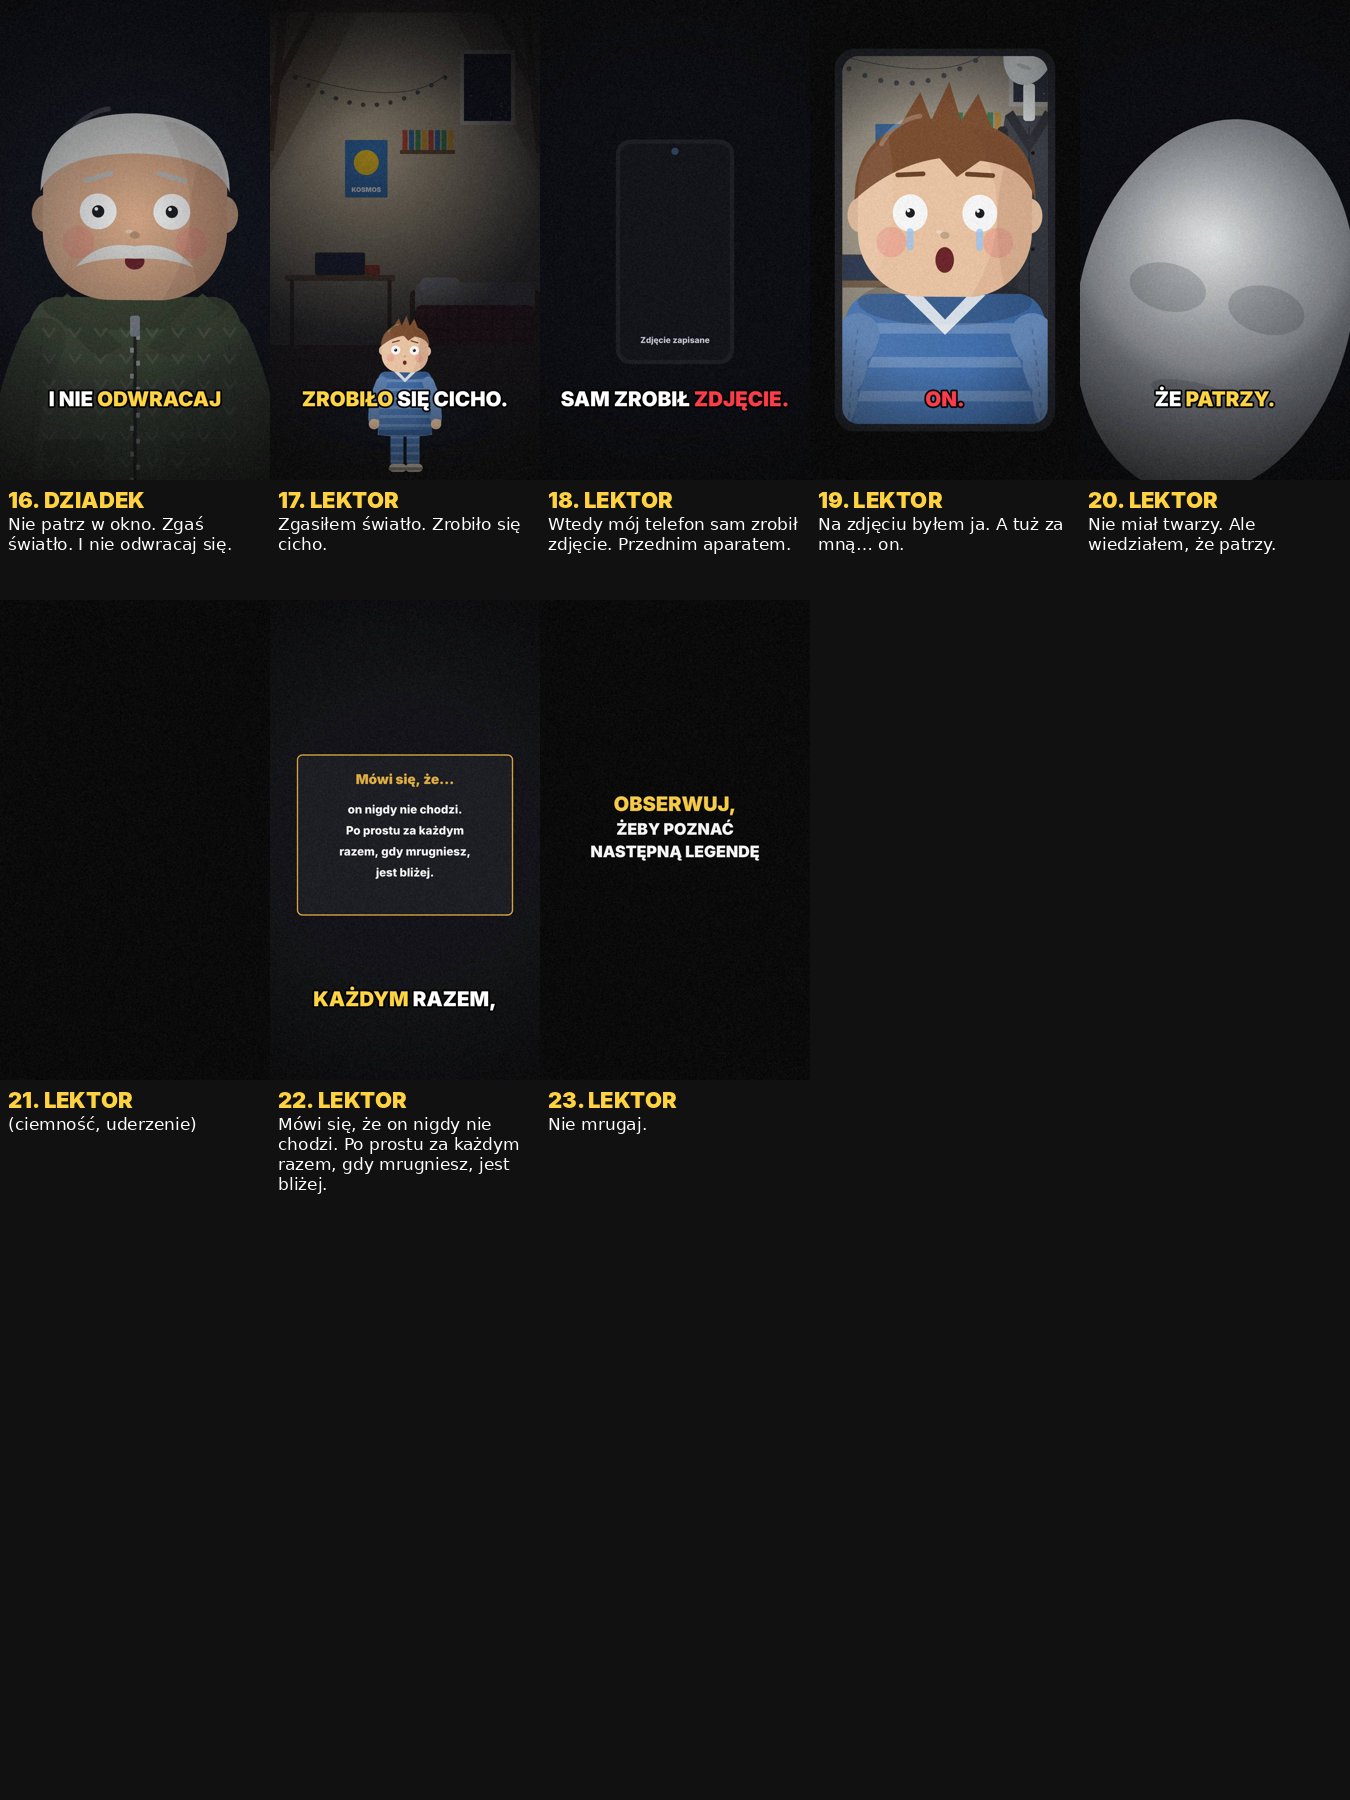 KOSMOS
Zdjęcie zapisane
I NIE ODWRACAJ
ZROBIŁO SIĘ CICHO.
SAM ZROBIŁ ZDJĘCIE.
ON.
ŻE PATRZY.
16. DZIADEK
Nie patrz w okno. Zgaś
światło. I nie odwracaj się.
17. LEKTOR
Zgasiłem światło. Zrobiło się
cicho.
18. LEKTOR
Wtedy mój telefon sam zrobił
zdjęcie. Przednim aparatem.
19. LEKTOR
Na zdjęciu byłem ja. A tuż za
mną... on.
20. LEKTOR
Nie miał twarzy. Ale
wiedziałem, że patrzy.
Mówi się, że...
on nigdy nie chodzi.
Po prostu za każdym
razem, gdy mrugniesz,
jest bliżej.
KAŻDYM RAZEM,
OBSERWUJ,
ŻEBY POZNAĆ
NASTĘPNĄ LEGENDĘ
21. LEKTOR
(ciemność, uderzenie)
22. LEKTOR
Mówi się, że on nigdy nie
chodzi. Po prostu za każdym
razem, gdy mrugniesz, jest
bliżej.
23. LEKTOR
Nie mrugaj.